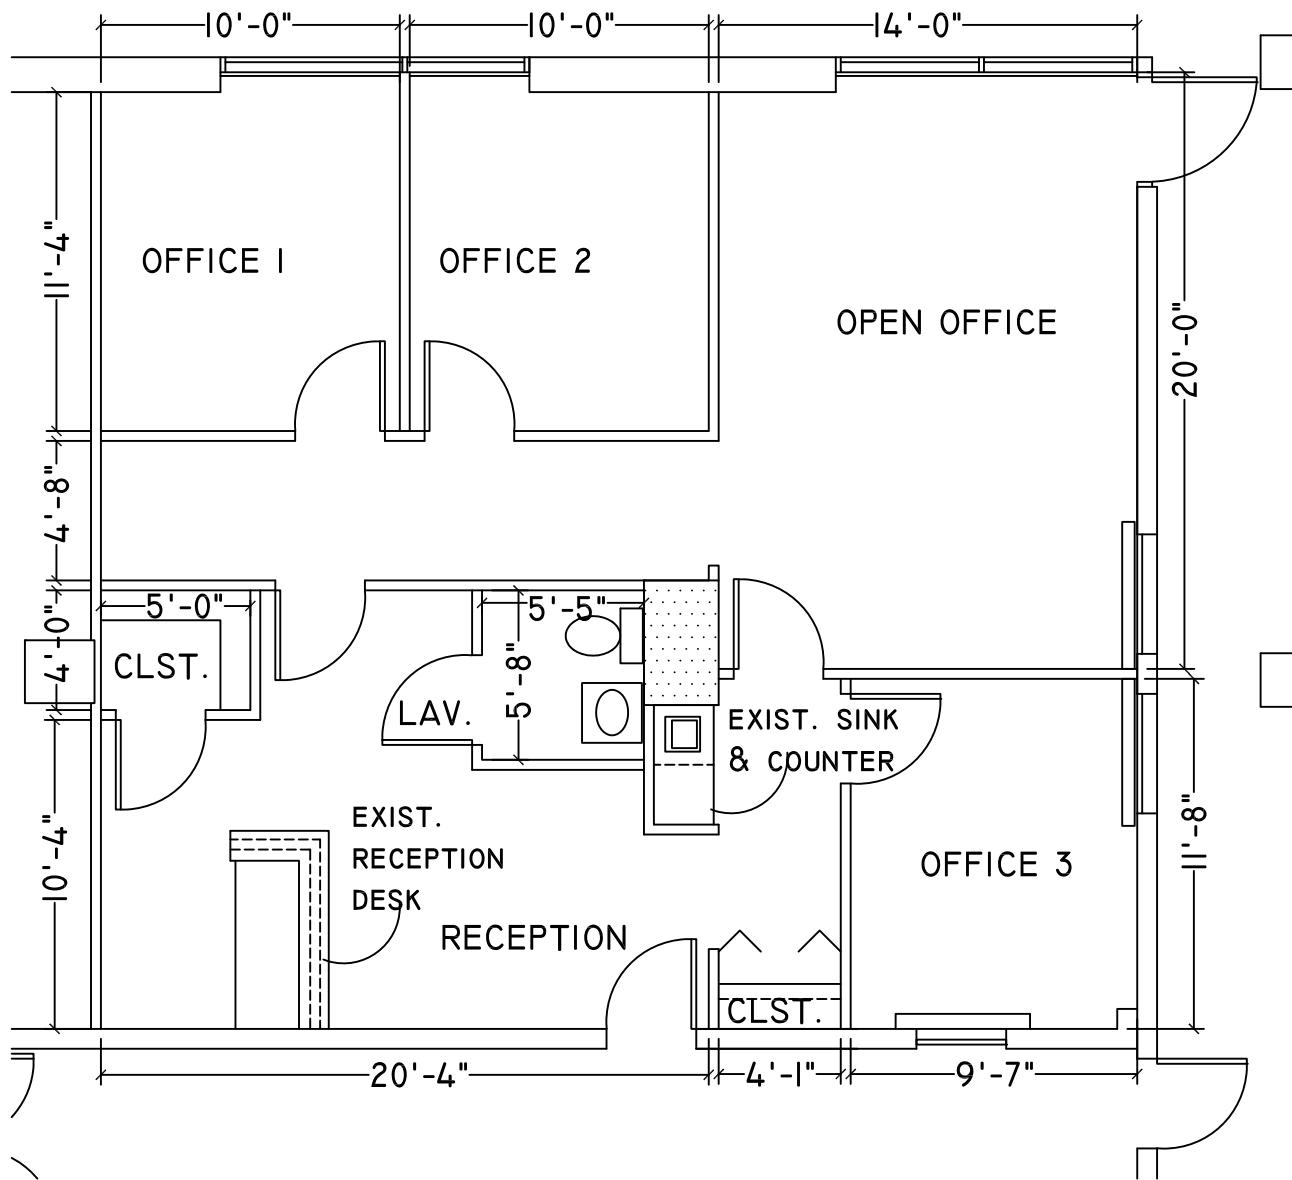 10'-0"
10'-0"
14'-0"
11'-4"
OFFICE 1
OFFICE 2
OPEN OFFICE
20'-0"
4'-8"
4'-0"
5'-0"
5'-5"
CLST.
LAV.
5'-8"
EXIST. SINK
& COUNTER
10'-4"
EXIST.
RECEPTION
DESK
RECEPTION
OFFICE 3
11'-8"
CLST.
20'-4"
4'-1"
9'-7"